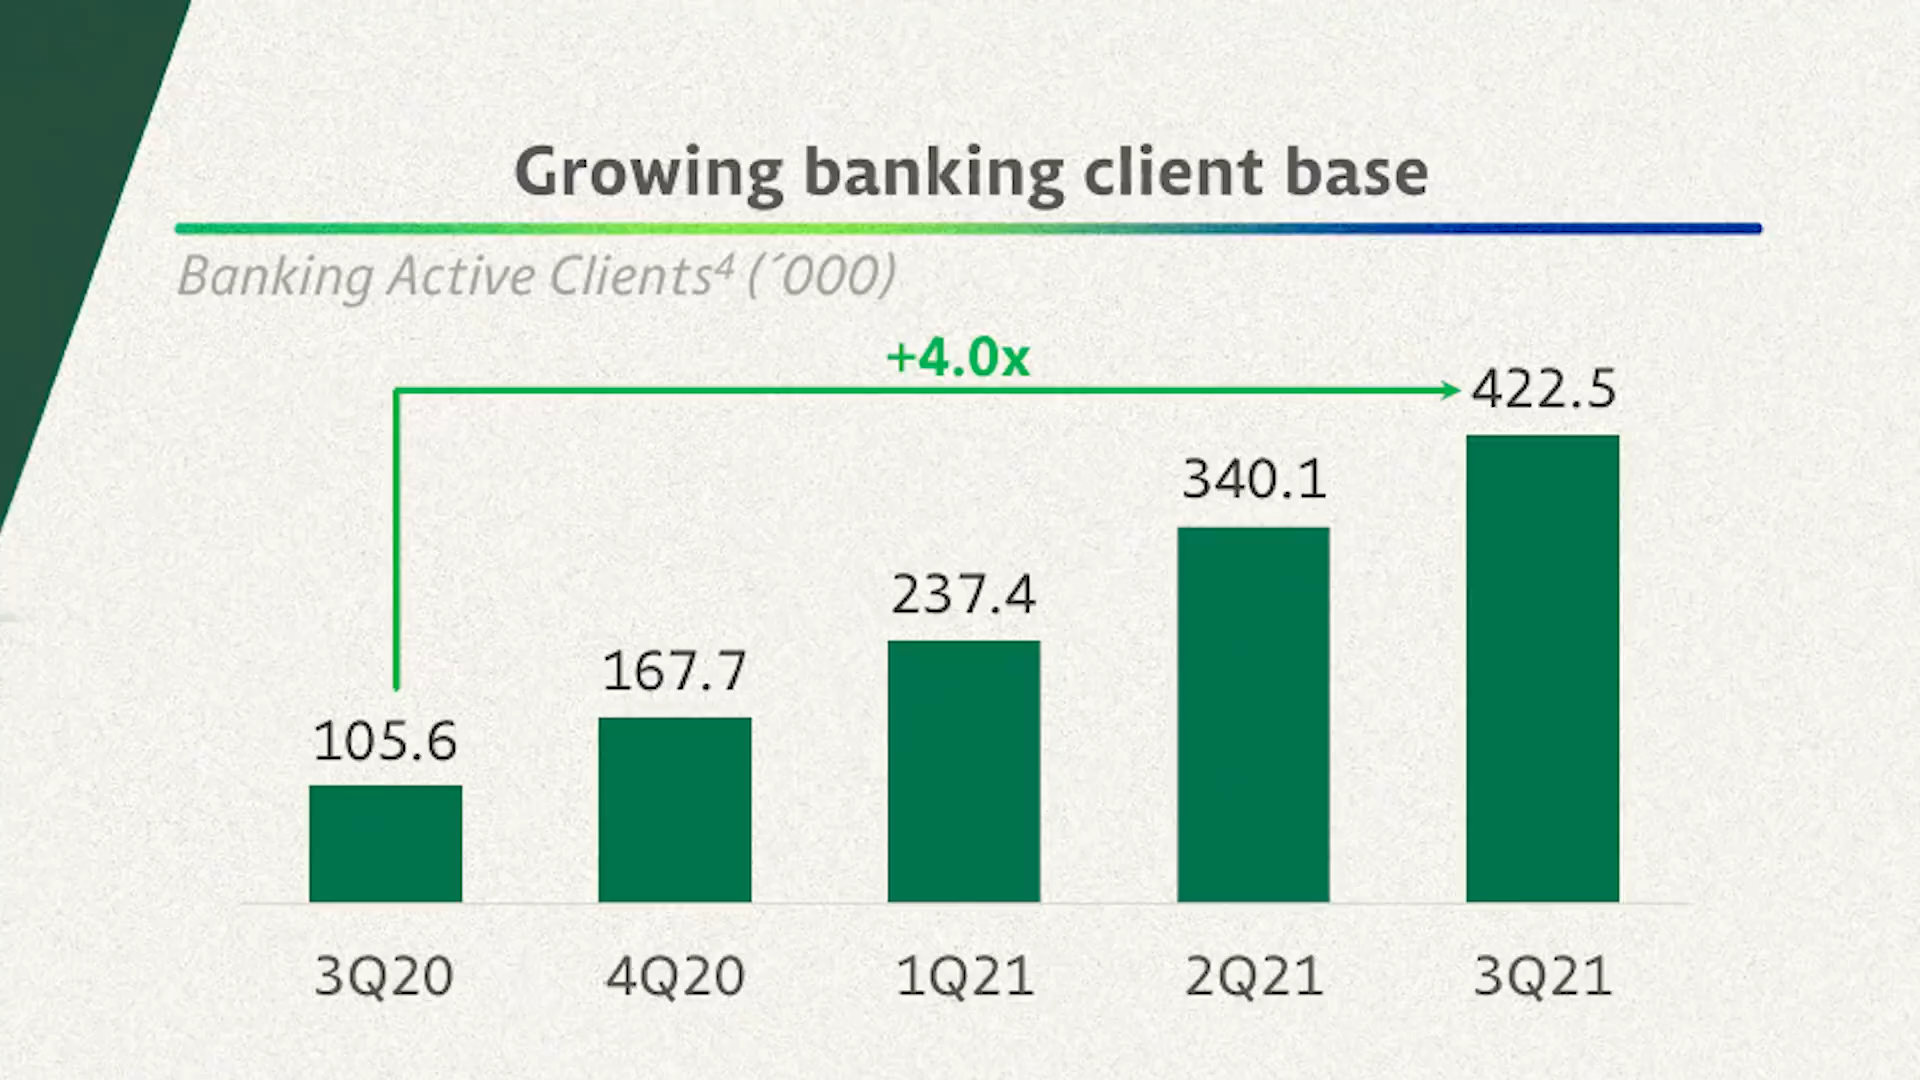 Growing banking client base
Banking Active Clients⁴ (´000)
+4.0x
422.5
340.1
237.4
167.7
105.6
3Q20 4Q20 1Q21 2Q21 3Q21